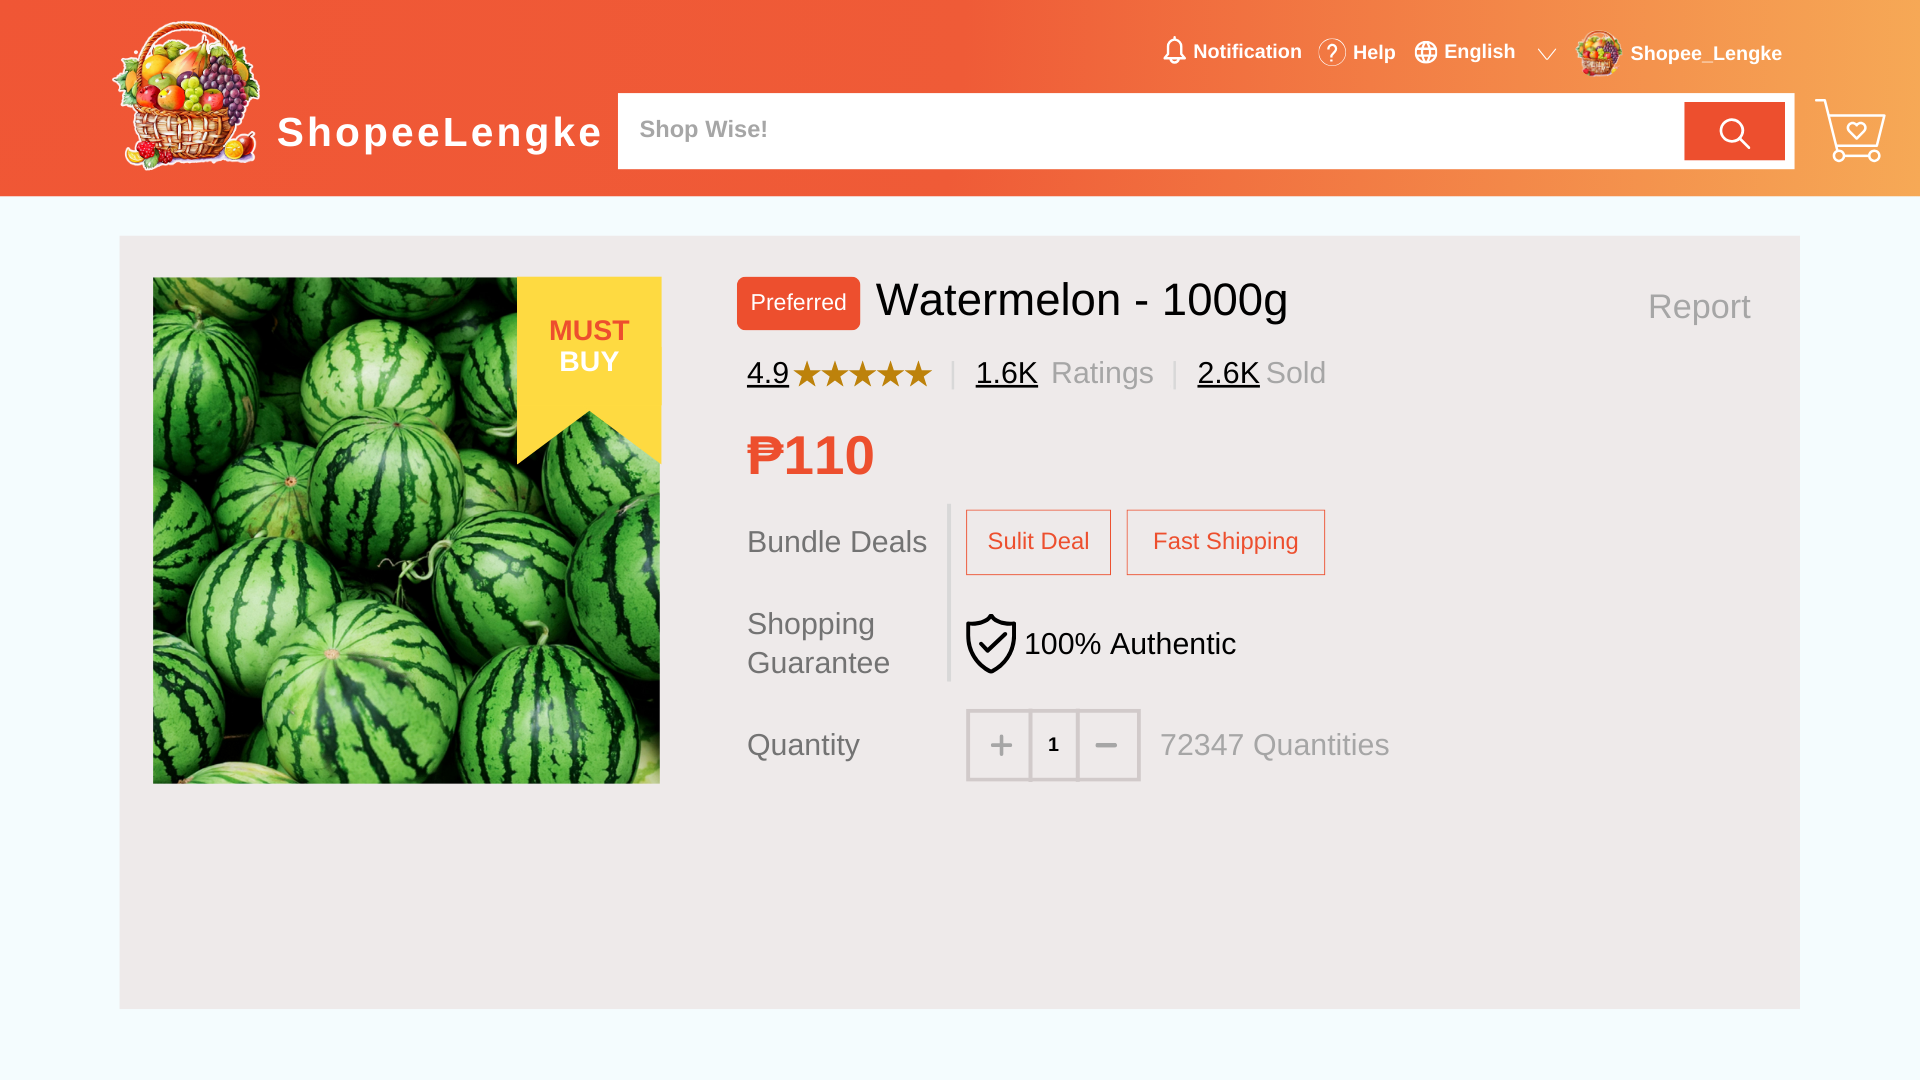 Notification
Help
English
Shopee_Lengke
ShopeeLengke
Shop Wise!
MUST
BUY
Preferred
Watermelon - 1000g
Report
4.9★★★★★ | 1.6K Ratings | 2.6K Sold
₱110
Bundle Deals
Sulit Deal
Fast Shipping
Shopping
Guarantee
100% Authentic
Quantity
+ 1 −
72347 Quantities